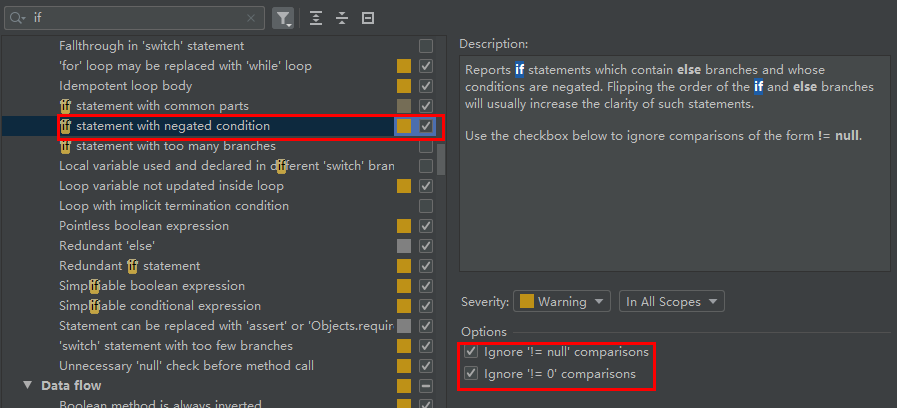 if
Fallthrough in 'switch' statement
'for' loop may be replaced with 'while' loop
Idempotent loop body
'if' statement with common parts
'if' statement with negated condition
'if' statement with too many branches
Local variable used and declared in different 'switch' bran
Loop variable not updated inside loop
Loop with implicit termination condition
Pointless boolean expression
Redundant 'else'
Redundant 'if' statement
Simplifiable boolean expression
Simplifiable conditional expression
Statement can be replaced with 'assert' or 'Objects.requir
'switch' statement with too few branches
Unnecessary 'null' check before method call
Data flow
Boolean method is always inverted
Description:
Reports if statements which contain else branches and whose
conditions are negated. Flipping the order of the if and else branches
will usually increase the clarity of such statements.
Use the checkbox below to ignore comparisons of the form != null.
Severity: Warning In All Scopes
Options
Ignore '!= null' comparisons
Ignore '!= 0' comparisons